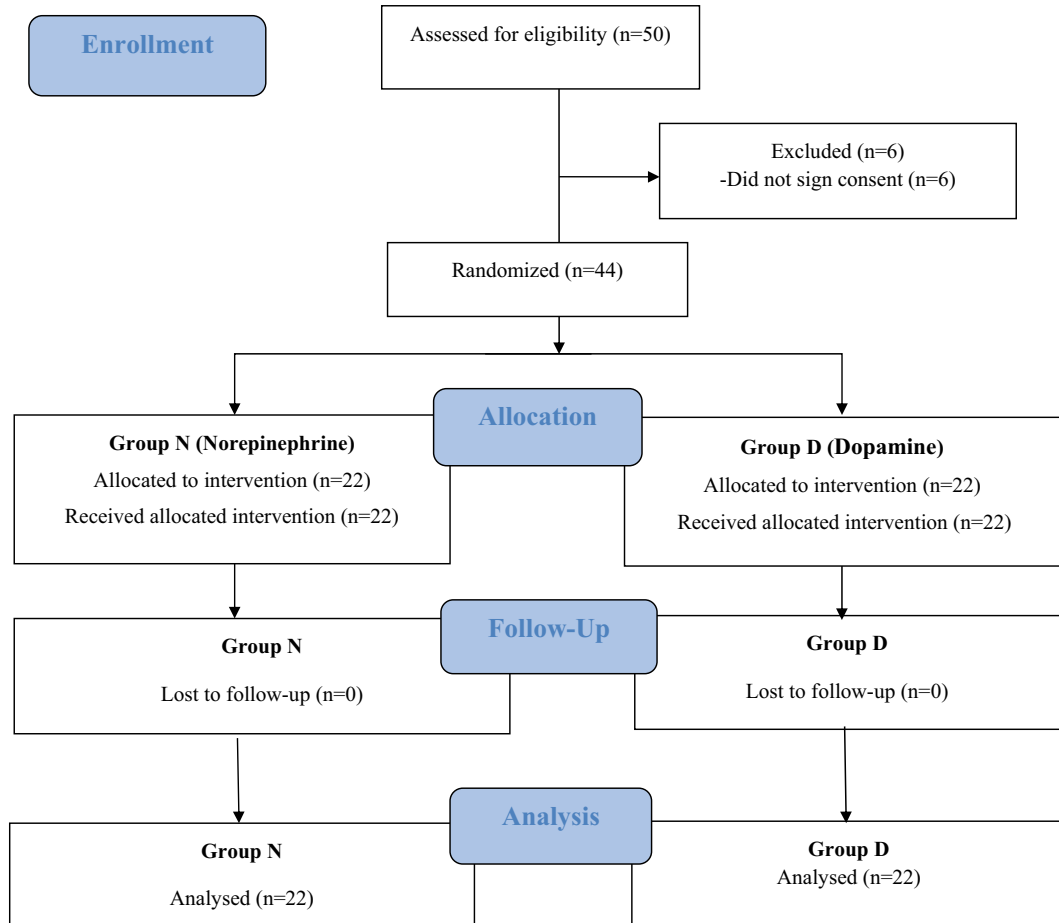 Enrollment
Assessed for eligibility (n=50)
Excluded (n=6)
-Did not sign consent (n=6)
Randomized (n=44)
Allocation
Group N (Norepinephrine)
Allocated to intervention (n=22)
Received allocated intervention (n=22)
Group D (Dopamine)
Allocated to intervention (n=22)
Received allocated intervention (n=22)
Follow-Up
Group N
Lost to follow-up (n=0)
Group D
Lost to follow-up (n=0)
Analysis
Group N
Analysed (n=22)
Group D
Analysed (n=22)